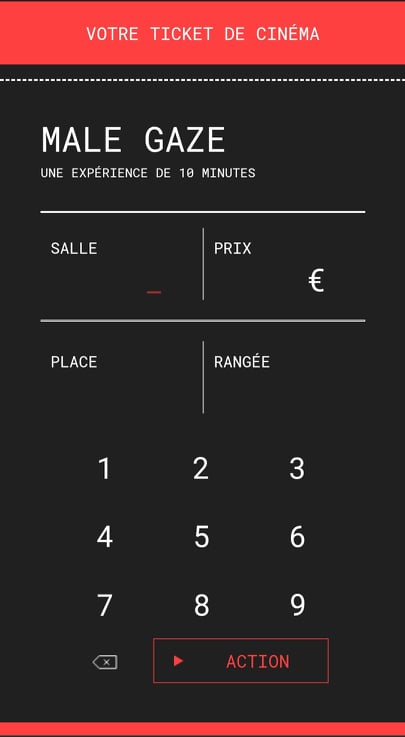 VOTRE TICKET DE CINÉMA
MALE GAZE
UNE EXPÉRIENCE DE 10 MINUTES
SALLE PRIX
_ €
PLACE RANGÉE
1 2 3
4 5 6
7 8 9
ACTION